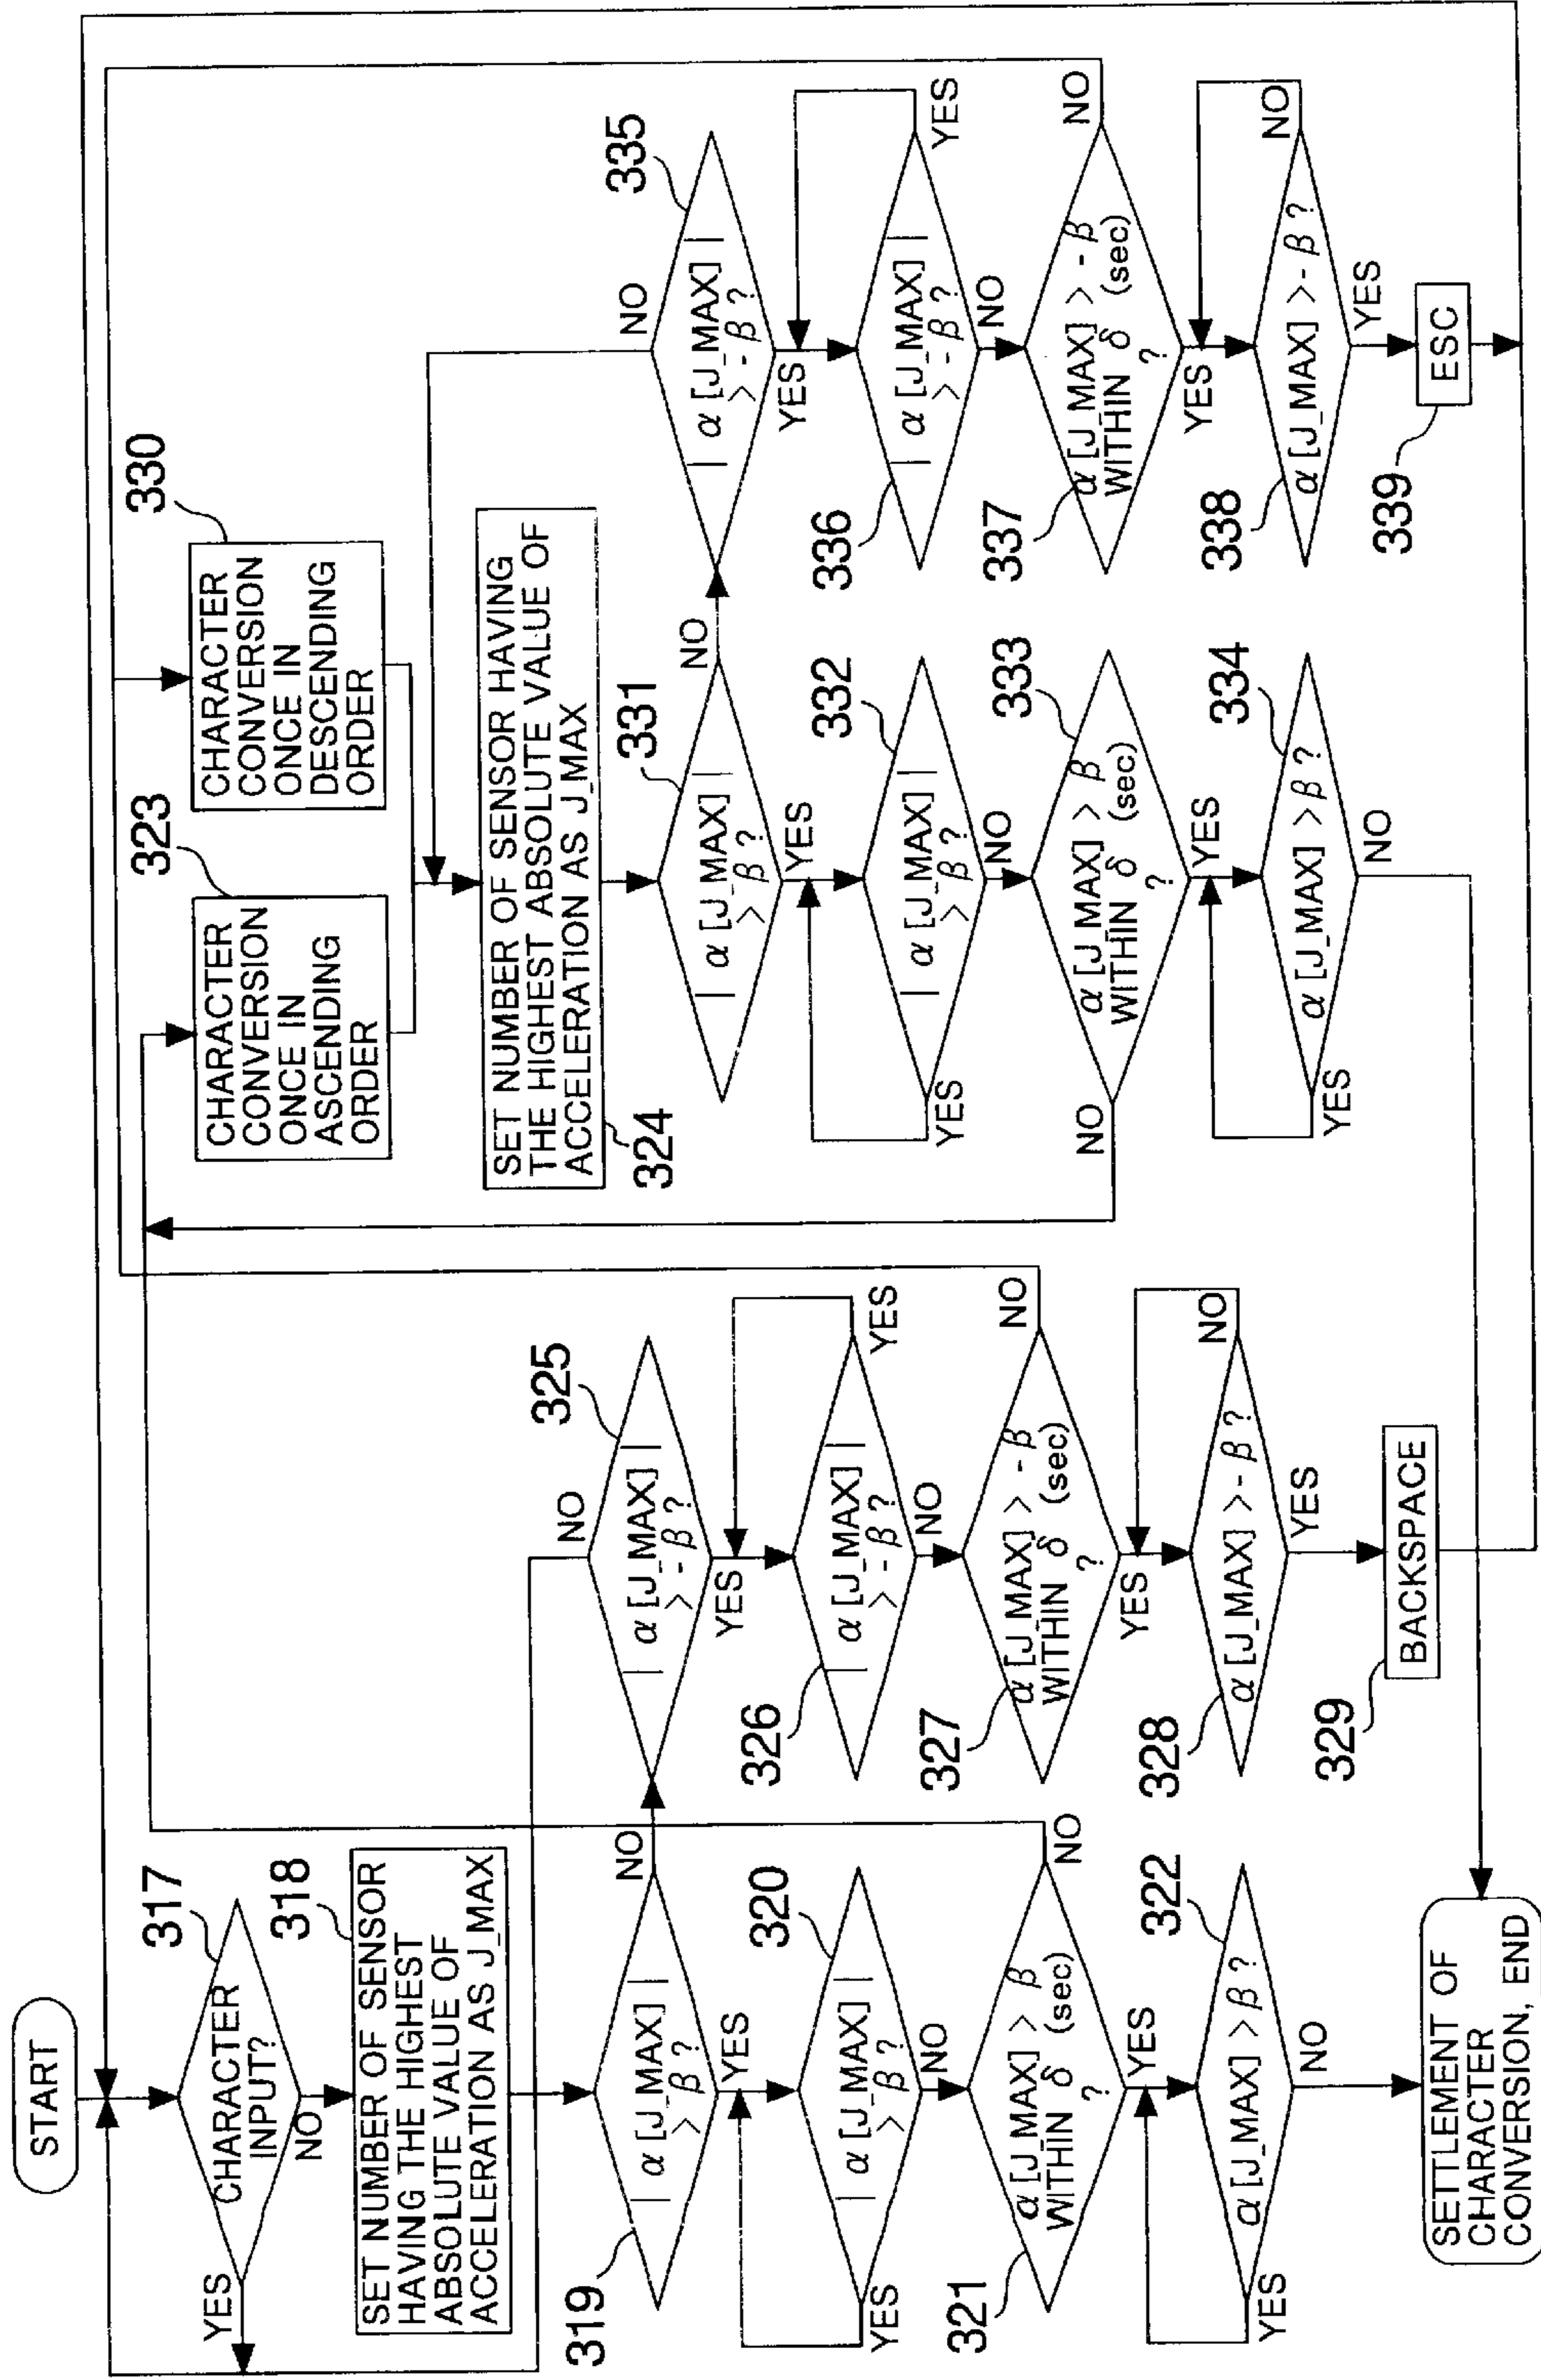 START
317
CHARACTER
INPUT?
YES
NO
318
SET NUMBER OF SENSOR
HAVING THE HIGHEST
ABSOLUTE VALUE OF
ACCELERATION AS J_MAX
319
| α [J_MAX] |
> β ?
NO
YES
320
| α [J_MAX] |
> β ?
YES
NO
321
α [J_MAX] > β
WITHIN δ (sec)
?
NO
YES
322
α [J_MAX] > β ?
YES
NO
SETTLEMENT OF
CHARACTER
CONVERSION, END
325
| α [J_MAX] |
> - β ?
NO
YES
326
| α [J_MAX] |
> - β ?
YES
NO
327
α [J_MAX] > - β
WITHIN δ (sec)
?
NO
YES
328
α [J_MAX] > - β ?
NO
YES
329
BACKSPACE
323
CHARACTER
CONVERSION
ONCE IN
ASCENDING
ORDER
330
CHARACTER
CONVERSION
ONCE IN
DESCENDING
ORDER
324
SET NUMBER OF SENSOR HAVING
THE HIGHEST ABSOLUTE VALUE OF
ACCELERATION AS J_MAX
331
| α [J_MAX] |
> β ?
NO
YES
332
| α [J_MAX] |
> β ?
YES
NO
333
α [J_MAX] > β
WITHIN δ (sec)
?
NO
YES
334
α [J_MAX] > β ?
YES
NO
335
| α [J_MAX] |
> - β ?
NO
YES
336
| α [J_MAX] |
> - β ?
YES
NO
337
α [J_MAX] > - β
WITHIN δ (sec)
?
NO
YES
338
α [J_MAX] > - β ?
NO
YES
339
ESC